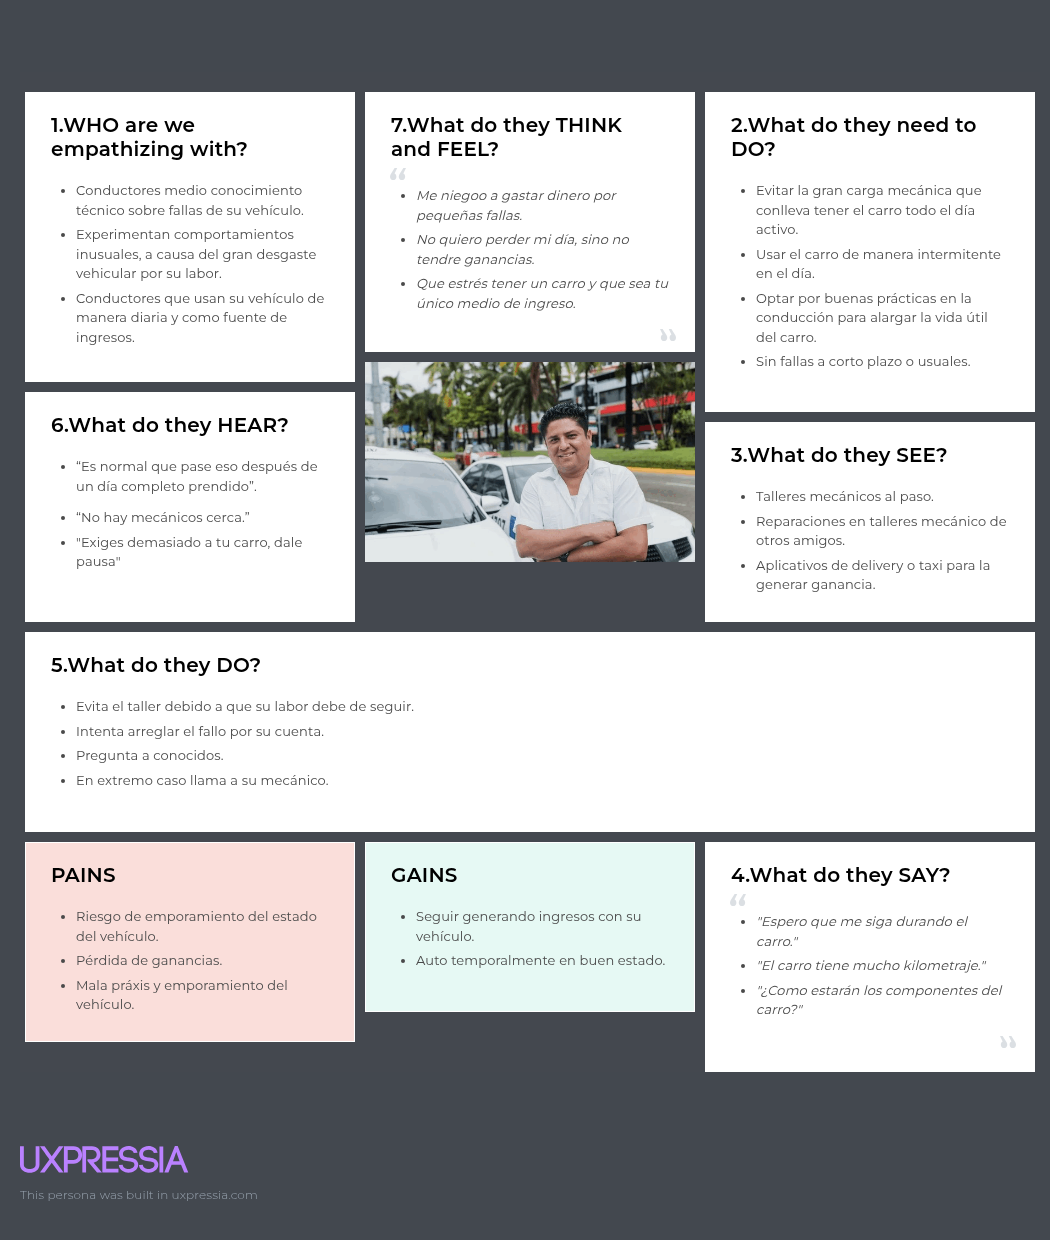 1.WHO are we
empathizing with?
Conductores medio conocimiento
técnico sobre fallas de su vehículo.
Experimentan comportamientos
inusuales, a causa del gran desgaste
vehicular por su labor.
Conductores que usan su vehículo de
manera diaria y como fuente de
ingresos.
7.What do they THINK
and FEEL?
“
Me niegoo a gastar dinero por
pequeñas fallas.
No quiero perder mi día, sino no
tendre ganancias.
Que estrés tener un carro y que sea tu
único medio de ingreso.
”
2.What do they need to
DO?
Evitar la gran carga mecánica que
conlleva tener el carro todo el día
activo.
Usar el carro de manera intermitente
en el día.
Optar por buenas prácticas en la
conducción para alargar la vida útil
del carro.
Sin fallas a corto plazo o usuales.
6.What do they HEAR?
“Es normal que pase eso después de
un día completo prendido”.
“No hay mecánicos cerca.”
"Exiges demasiado a tu carro, dale
pausa"
3.What do they SEE?
Talleres mecánicos al paso.
Reparaciones en talleres mecánico de
otros amigos.
Aplicativos de delivery o taxi para la
generar ganancia.
5.What do they DO?
Evita el taller debido a que su labor debe de seguir.
Intenta arreglar el fallo por su cuenta.
Pregunta a conocidos.
En extremo caso llama a su mecánico.
PAINS
Riesgo de emporamiento del estado
del vehículo.
Pérdida de ganancias.
Mala práxis y emporamiento del
vehículo.
GAINS
Seguir generando ingresos con su
vehículo.
Auto temporalmente en buen estado.
4.What do they SAY?
“
"Espero que me siga durando el
carro."
"El carro tiene mucho kilometraje."
"¿Como estarán los componentes del
carro?"
”
UXPRESSIA
This persona was built in uxpressia.com